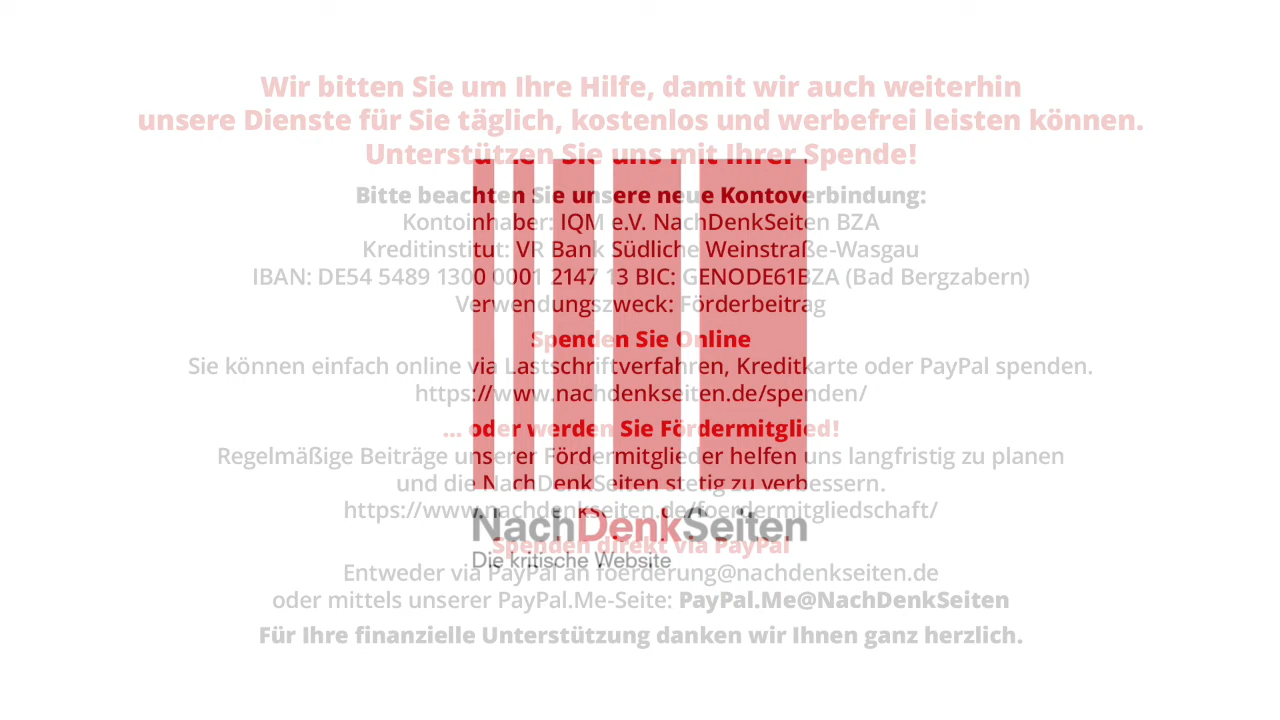 Wir bitten Sie um Ihre Hilfe, damit wir auch weiterhin
unsere Dienste für Sie täglich, kostenlos und werbefrei leisten können.
Unterstützen Sie uns mit Ihrer Spende!
Bitte beachten Sie unsere neue Kontoverbindung:
Kontoinhaber: IQM e.V. NachDenkSeiten BZA
Kreditinstitut: VR Bank Südliche Weinstraße-Wasgau
IBAN: DE54 5489 1300 0001 2147 13 BIC: GENODE61BZA (Bad Bergzabern)
Verwendungszweck: Förderbeitrag
Spenden Sie Online
Sie können einfach online via Lastschriftverfahren, Kreditkarte oder PayPal spenden.
https://www.nachdenkseiten.de/spenden/
... oder werden Sie Fördermitglied!
Regelmäßige Beiträge unserer Fördermitglieder helfen uns langfristig zu planen
und die NachDenkSeiten stetig zu verbessern.
https://www.nachdenkseiten.de/foerdermitgliedschaft/
NachDenkSeiten
Spenden direkt via PayPal
Die kritische Website
Entweder via PayPal an foerderung@nachdenkseiten.de
oder mittels unserer PayPal.Me-Seite: PayPal.Me@NachDenkSeiten
Für Ihre finanzielle Unterstützung danken wir Ihnen ganz herzlich.